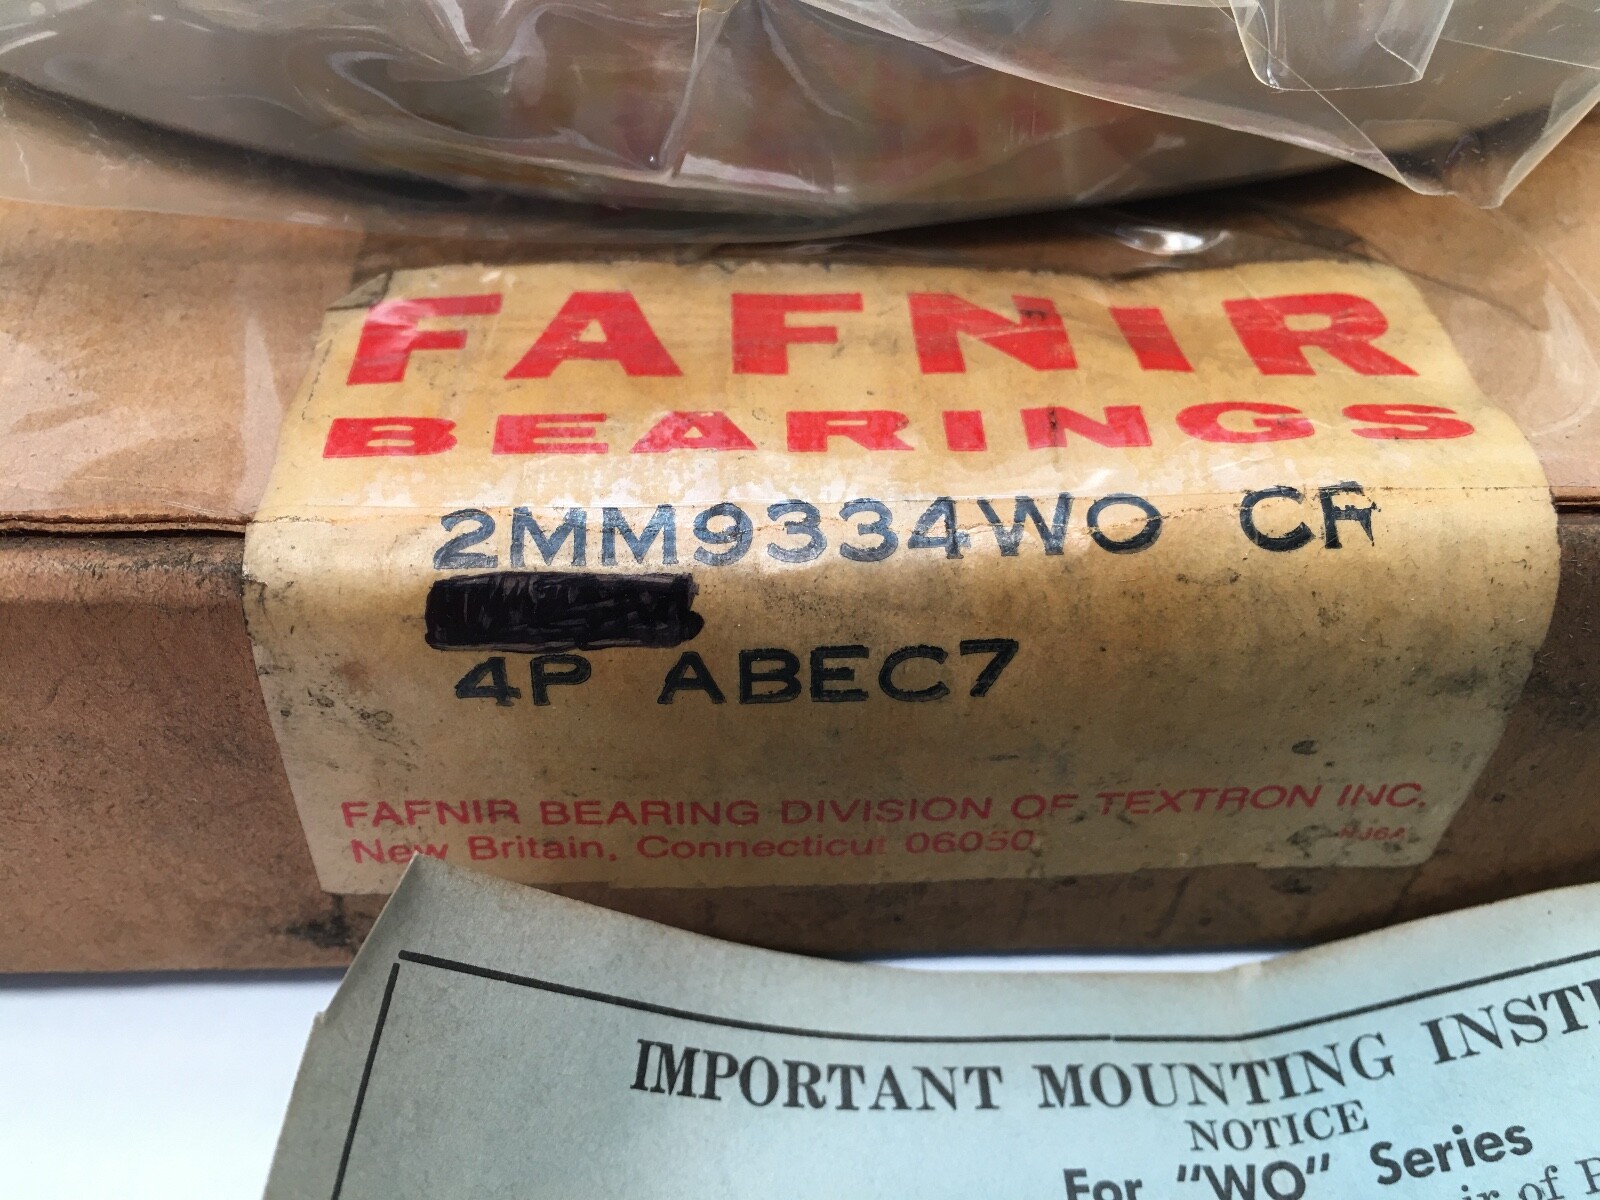 FAFNIR
BEARINGS
2MM9334WO CR
4P ABEC7
FAFNIR BEARING DIVISION OF TEXTRON INC.
New Britain, Connecticut 06050
IMPORTANT MOUNTING
NOTICE
For "WO" Series
of